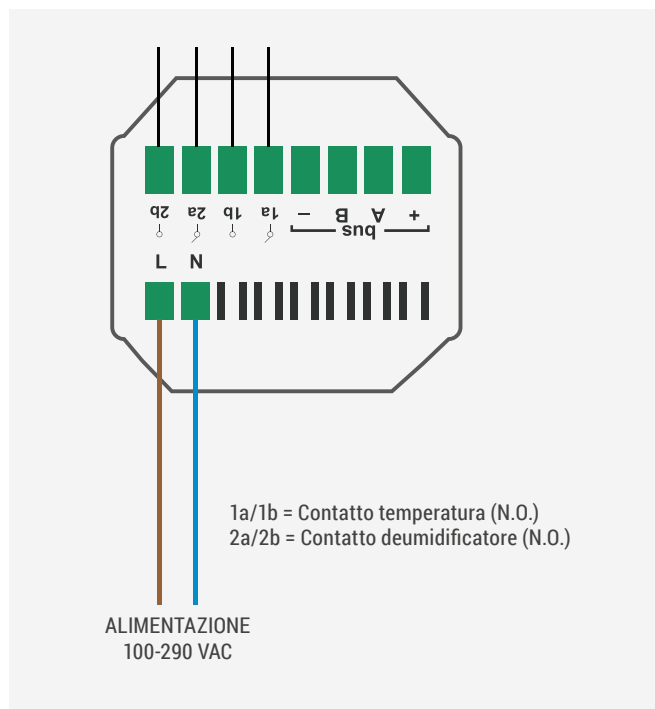 2b 2a 1b 1a – B A +
bus
L N
1a/1b = Contatto temperatura (N.O.)
2a/2b = Contatto deumidificatore (N.O.)
ALIMENTAZIONE
100-290 VAC